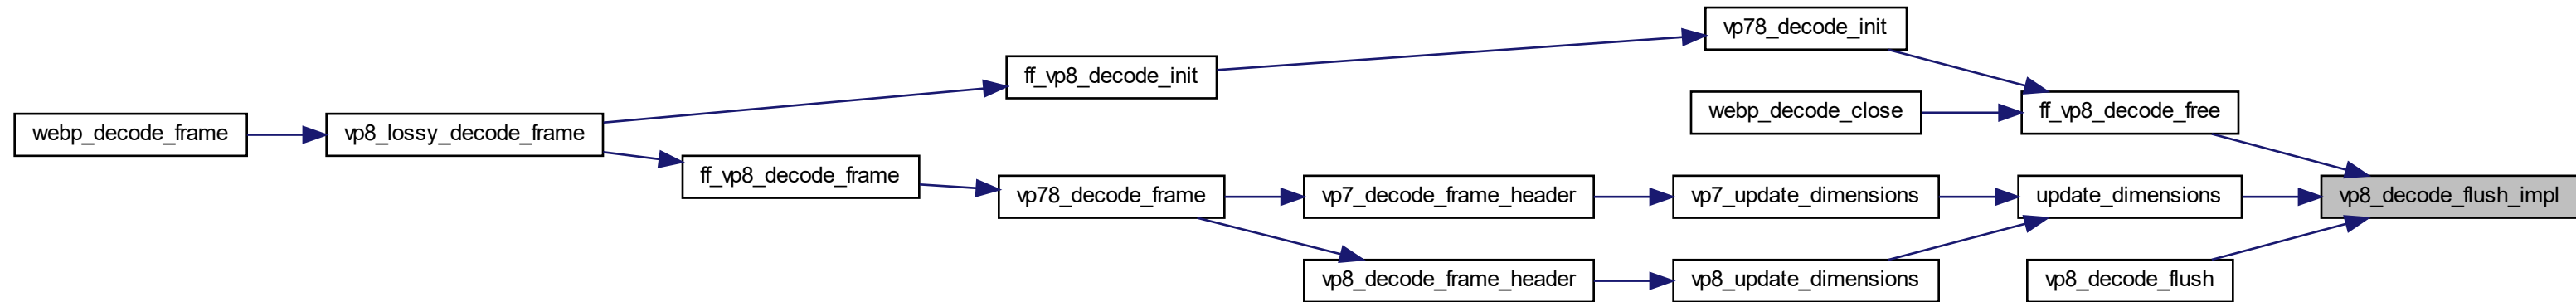 vp78_decode_init
ff_vp8_decode_init
webp_decode_close
ff_vp8_decode_free
webp_decode_frame
vp8_lossy_decode_frame
ff_vp8_decode_frame
vp78_decode_frame
vp7_decode_frame_header
vp7_update_dimensions
update_dimensions
vp8_decode_flush_impl
vp8_decode_frame_header
vp8_update_dimensions
vp8_decode_flush